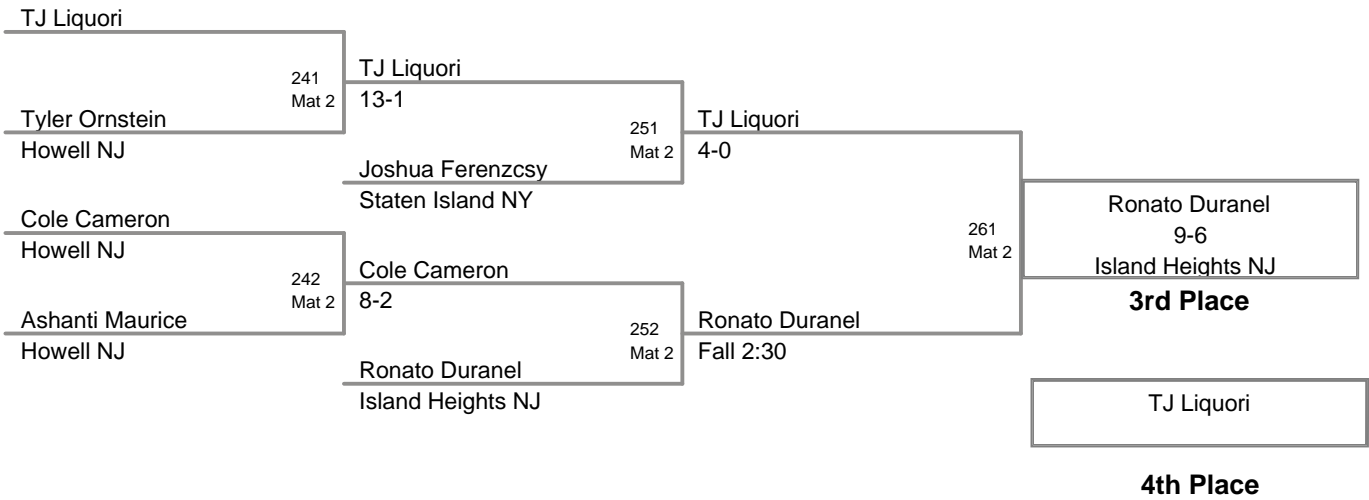 TJ Liquori
241
Mat 2
Tyler Ornstein
Howell NJ
Cole Cameron
Howell NJ
242
Mat 2
Ashanti Maurice
Howell NJ
TJ Liquori
13-1
251
Mat 2
Joshua Ferenzcsy
Staten Island NY
Cole Cameron
8-2
252
Mat 2
Ronato Duranel
Island Heights NJ
TJ Liquori
4-0
261
Mat 2
Ronato Duranel
Fall 2:30
Ronato Duranel
9-6
Island Heights NJ
3rd Place
TJ Liquori
4th Place